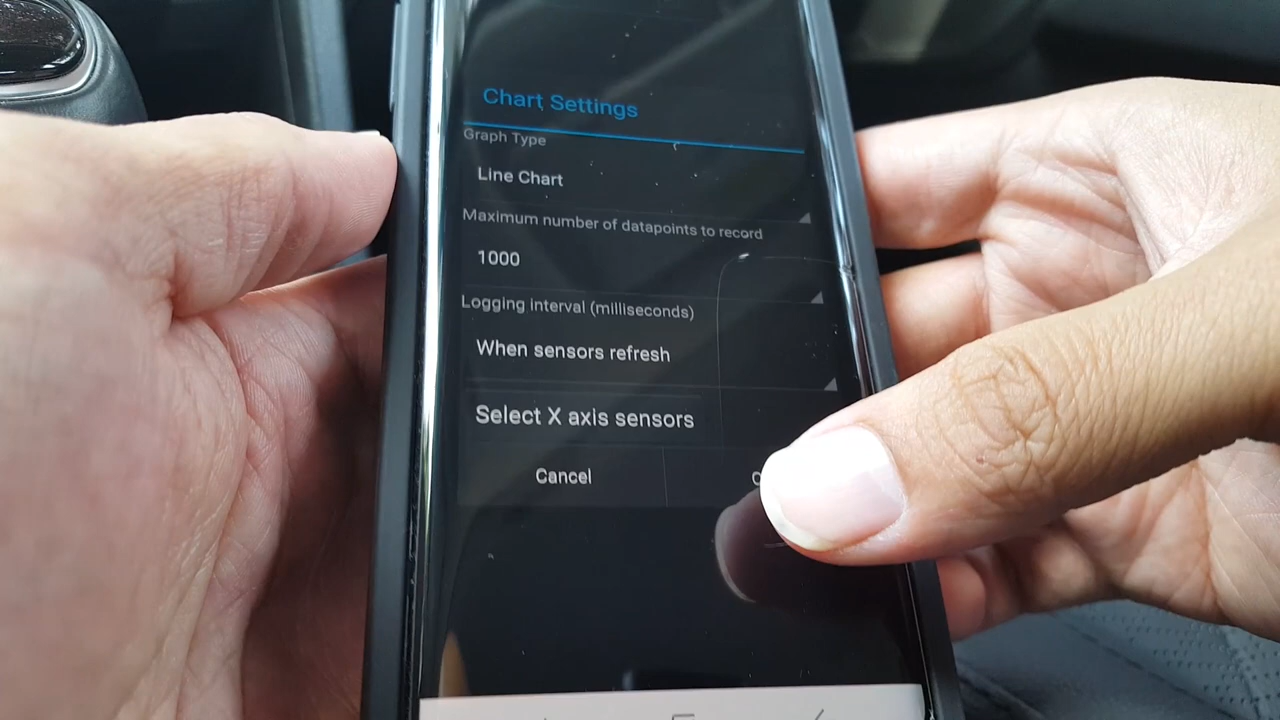 Chart Settings
Graph Type
Line Chart
Maximum number of datapoints to record
1000
Logging interval (milliseconds)
When sensors refresh
Select X axis sensors
Cancel